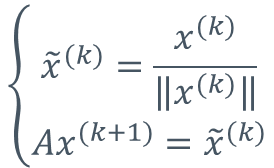 x̃^(k) = x^(k) / ‖x^(k)‖
Ax^(k+1) = x̃^(k)